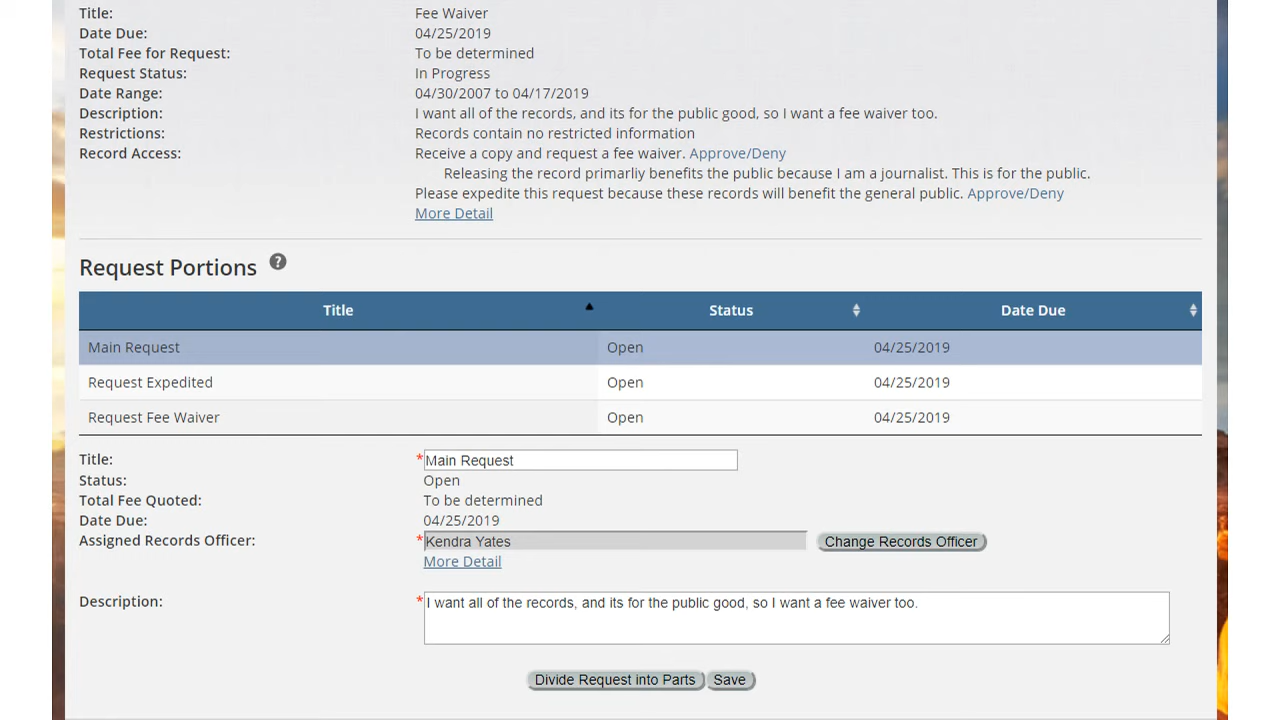 Title: Fee Waiver
Date Due: 04/25/2019
Total Fee for Request: To be determined
Request Status: In Progress
Date Range: 04/30/2007 to 04/17/2019
Description: I want all of the records, and its for the public good, so I want a fee waiver too.
Restrictions: Records contain no restricted information
Record Access: Receive a copy and request a fee waiver. Approve/Deny
Releasing the record primarliy benefits the public because I am a journalist. This is for the public.
Please expedite this request because these records will benefit the general public. Approve/Deny
More Detail
Request Portions ?
Title Status Date Due
Main Request Open 04/25/2019
Request Expedited Open 04/25/2019
Request Fee Waiver Open 04/25/2019
Title: *Main Request
Status: Open
Total Fee Quoted: To be determined
Date Due: 04/25/2019
Assigned Records Officer: *Kendra Yates Change Records Officer
More Detail
Description: *I want all of the records, and its for the public good, so I want a fee waiver too.
Divide Request into Parts Save